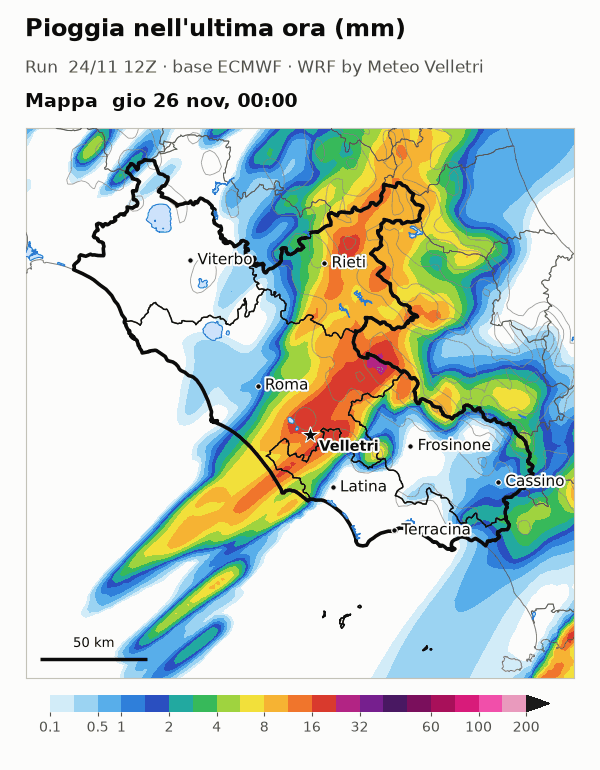 Pioggia nell'ultima ora (mm)
Run  24/11 12Z · base ECMWF · WRF by Meteo Velletri
Mappa  gio 26 nov, 00:00
Viterbo
Rieti
Roma
Velletri
Frosinone
Cassino
Latina
Terracina
50 km
0.1 0.5 1 2 4 8 16 32 60 100 200